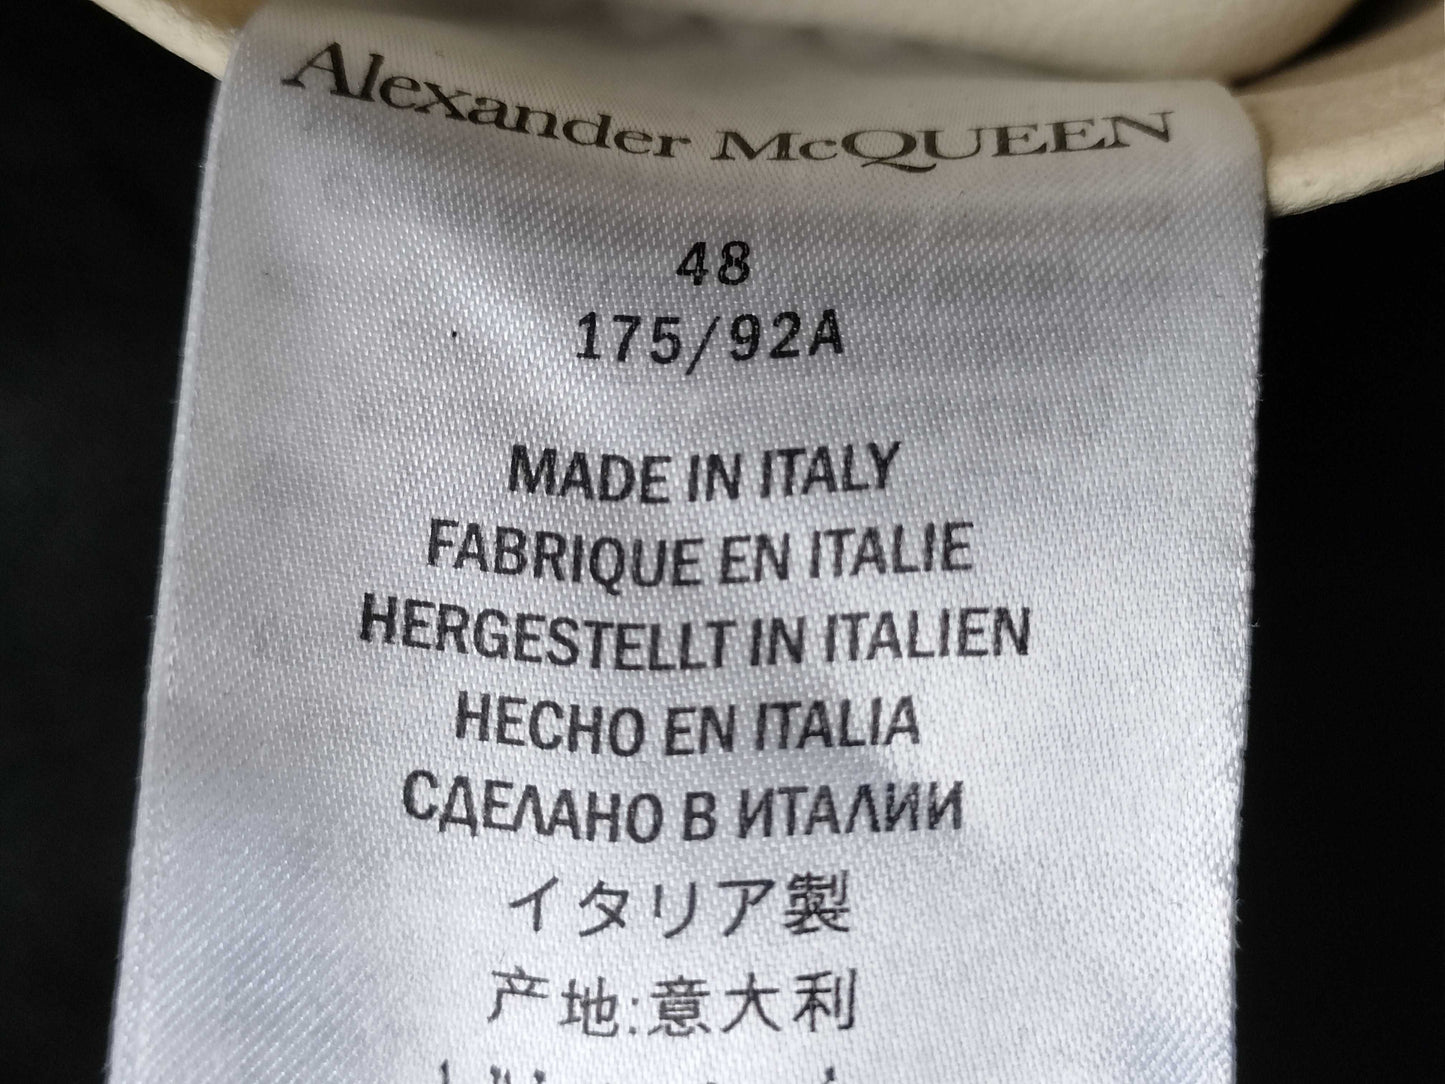 Alexander McQUEEN
48
175/92A
MADE IN ITALY
FABRIQUE EN ITALIE
HERGESTELLT IN ITALIEN
HECHO EN ITALIA
СДЕЛАНО В ИТАЛИИ
イタリア製
产地:意大利